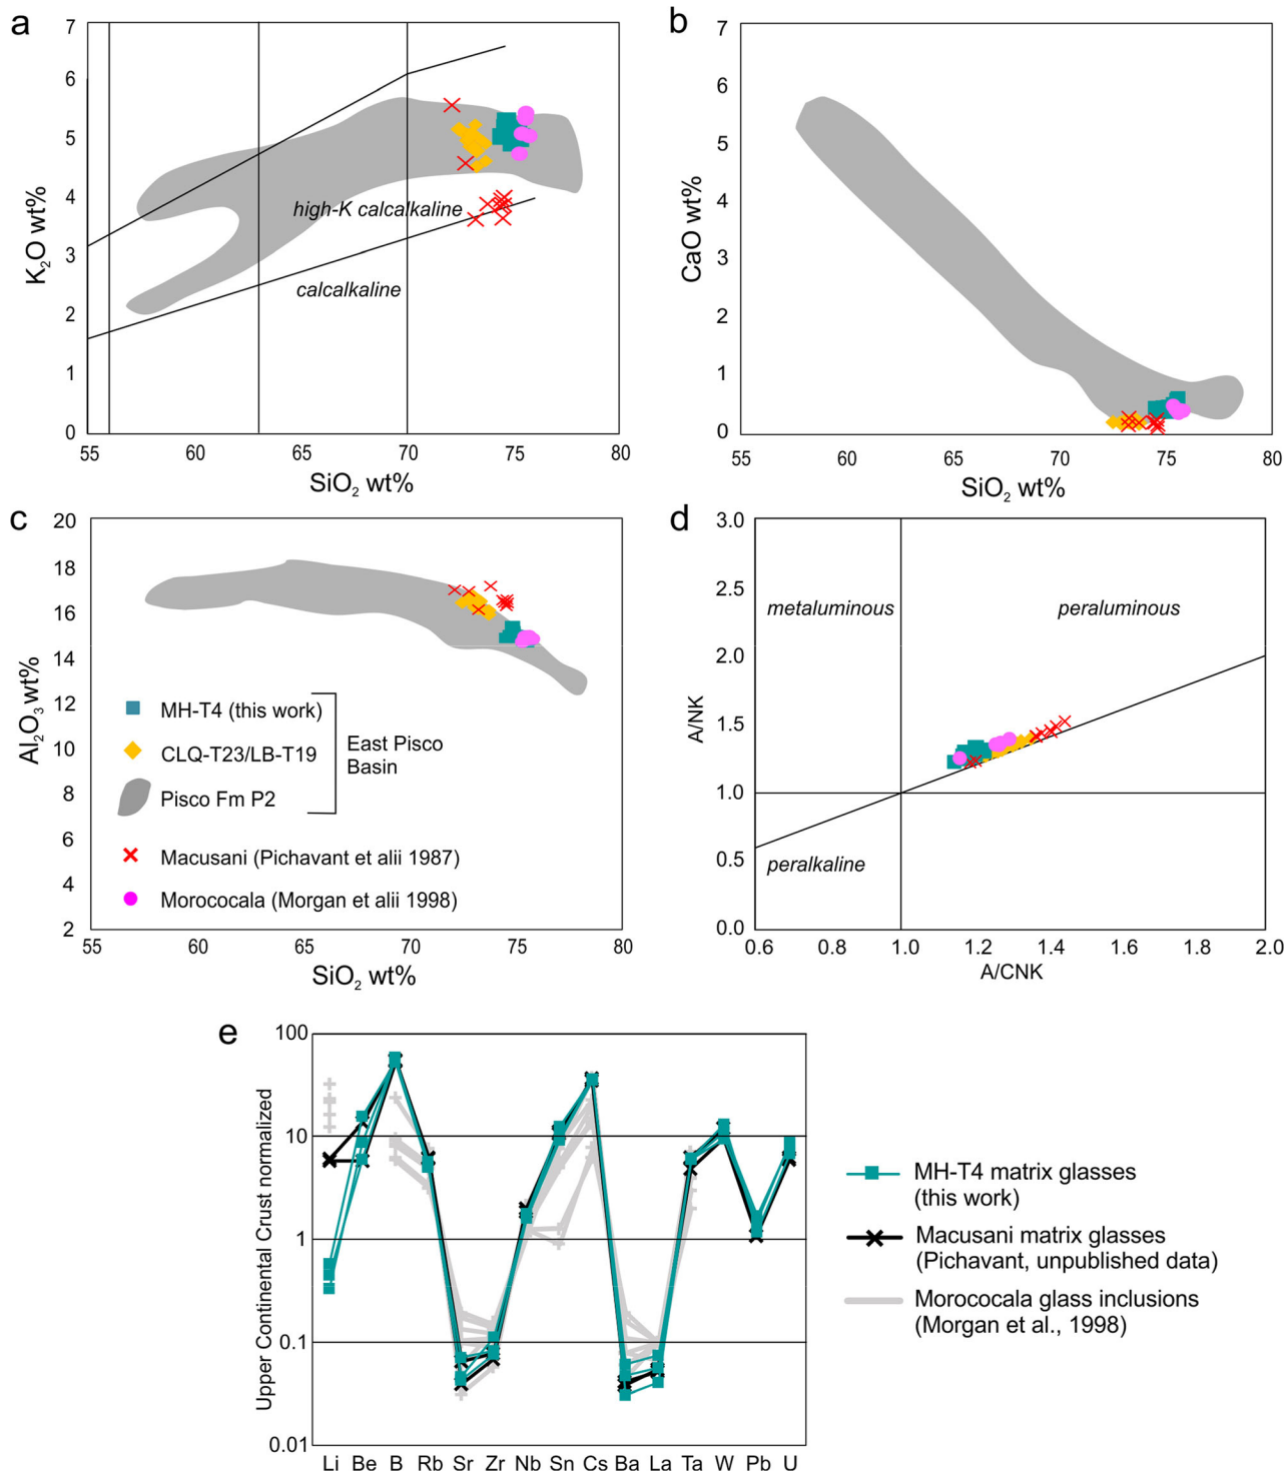 a
7
6
5
4
3
2
1
0
K2O wt%
high-K calcalkaline
calcalkaline
55
60
65
70
75
80
SiO2 wt%
b
7
6
5
4
3
2
1
0
CaO wt%
55
60
65
70
75
80
SiO2 wt%
c
20
18
16
14
12
10
8
6
4
2
Al2O3 wt%
MH-T4 (this work)
CLQ-T23/LB-T19
Pisco Fm P2
East Pisco
Basin
Macusani (Pichavant et alii 1987)
Morococala (Morgan et alii 1998)
55
60
65
70
75
80
SiO2 wt%
d
3.0
2.5
2.0
1.5
1.0
0.5
0.0
A/NK
metaluminous
peraluminous
peralkaline
0.6
0.8
1.0
1.2
1.4
1.6
1.8
2.0
A/CNK
e
100
10
1
0.1
0.01
Upper Continental Crust normalized
Li Be B Rb Sr Zr Nb Sn Cs Ba La Ta W Pb U
MH-T4 matrix glasses
(this work)
Macusani matrix glasses
(Pichavant, unpublished data)
Morococala glass inclusions
(Morgan et al., 1998)